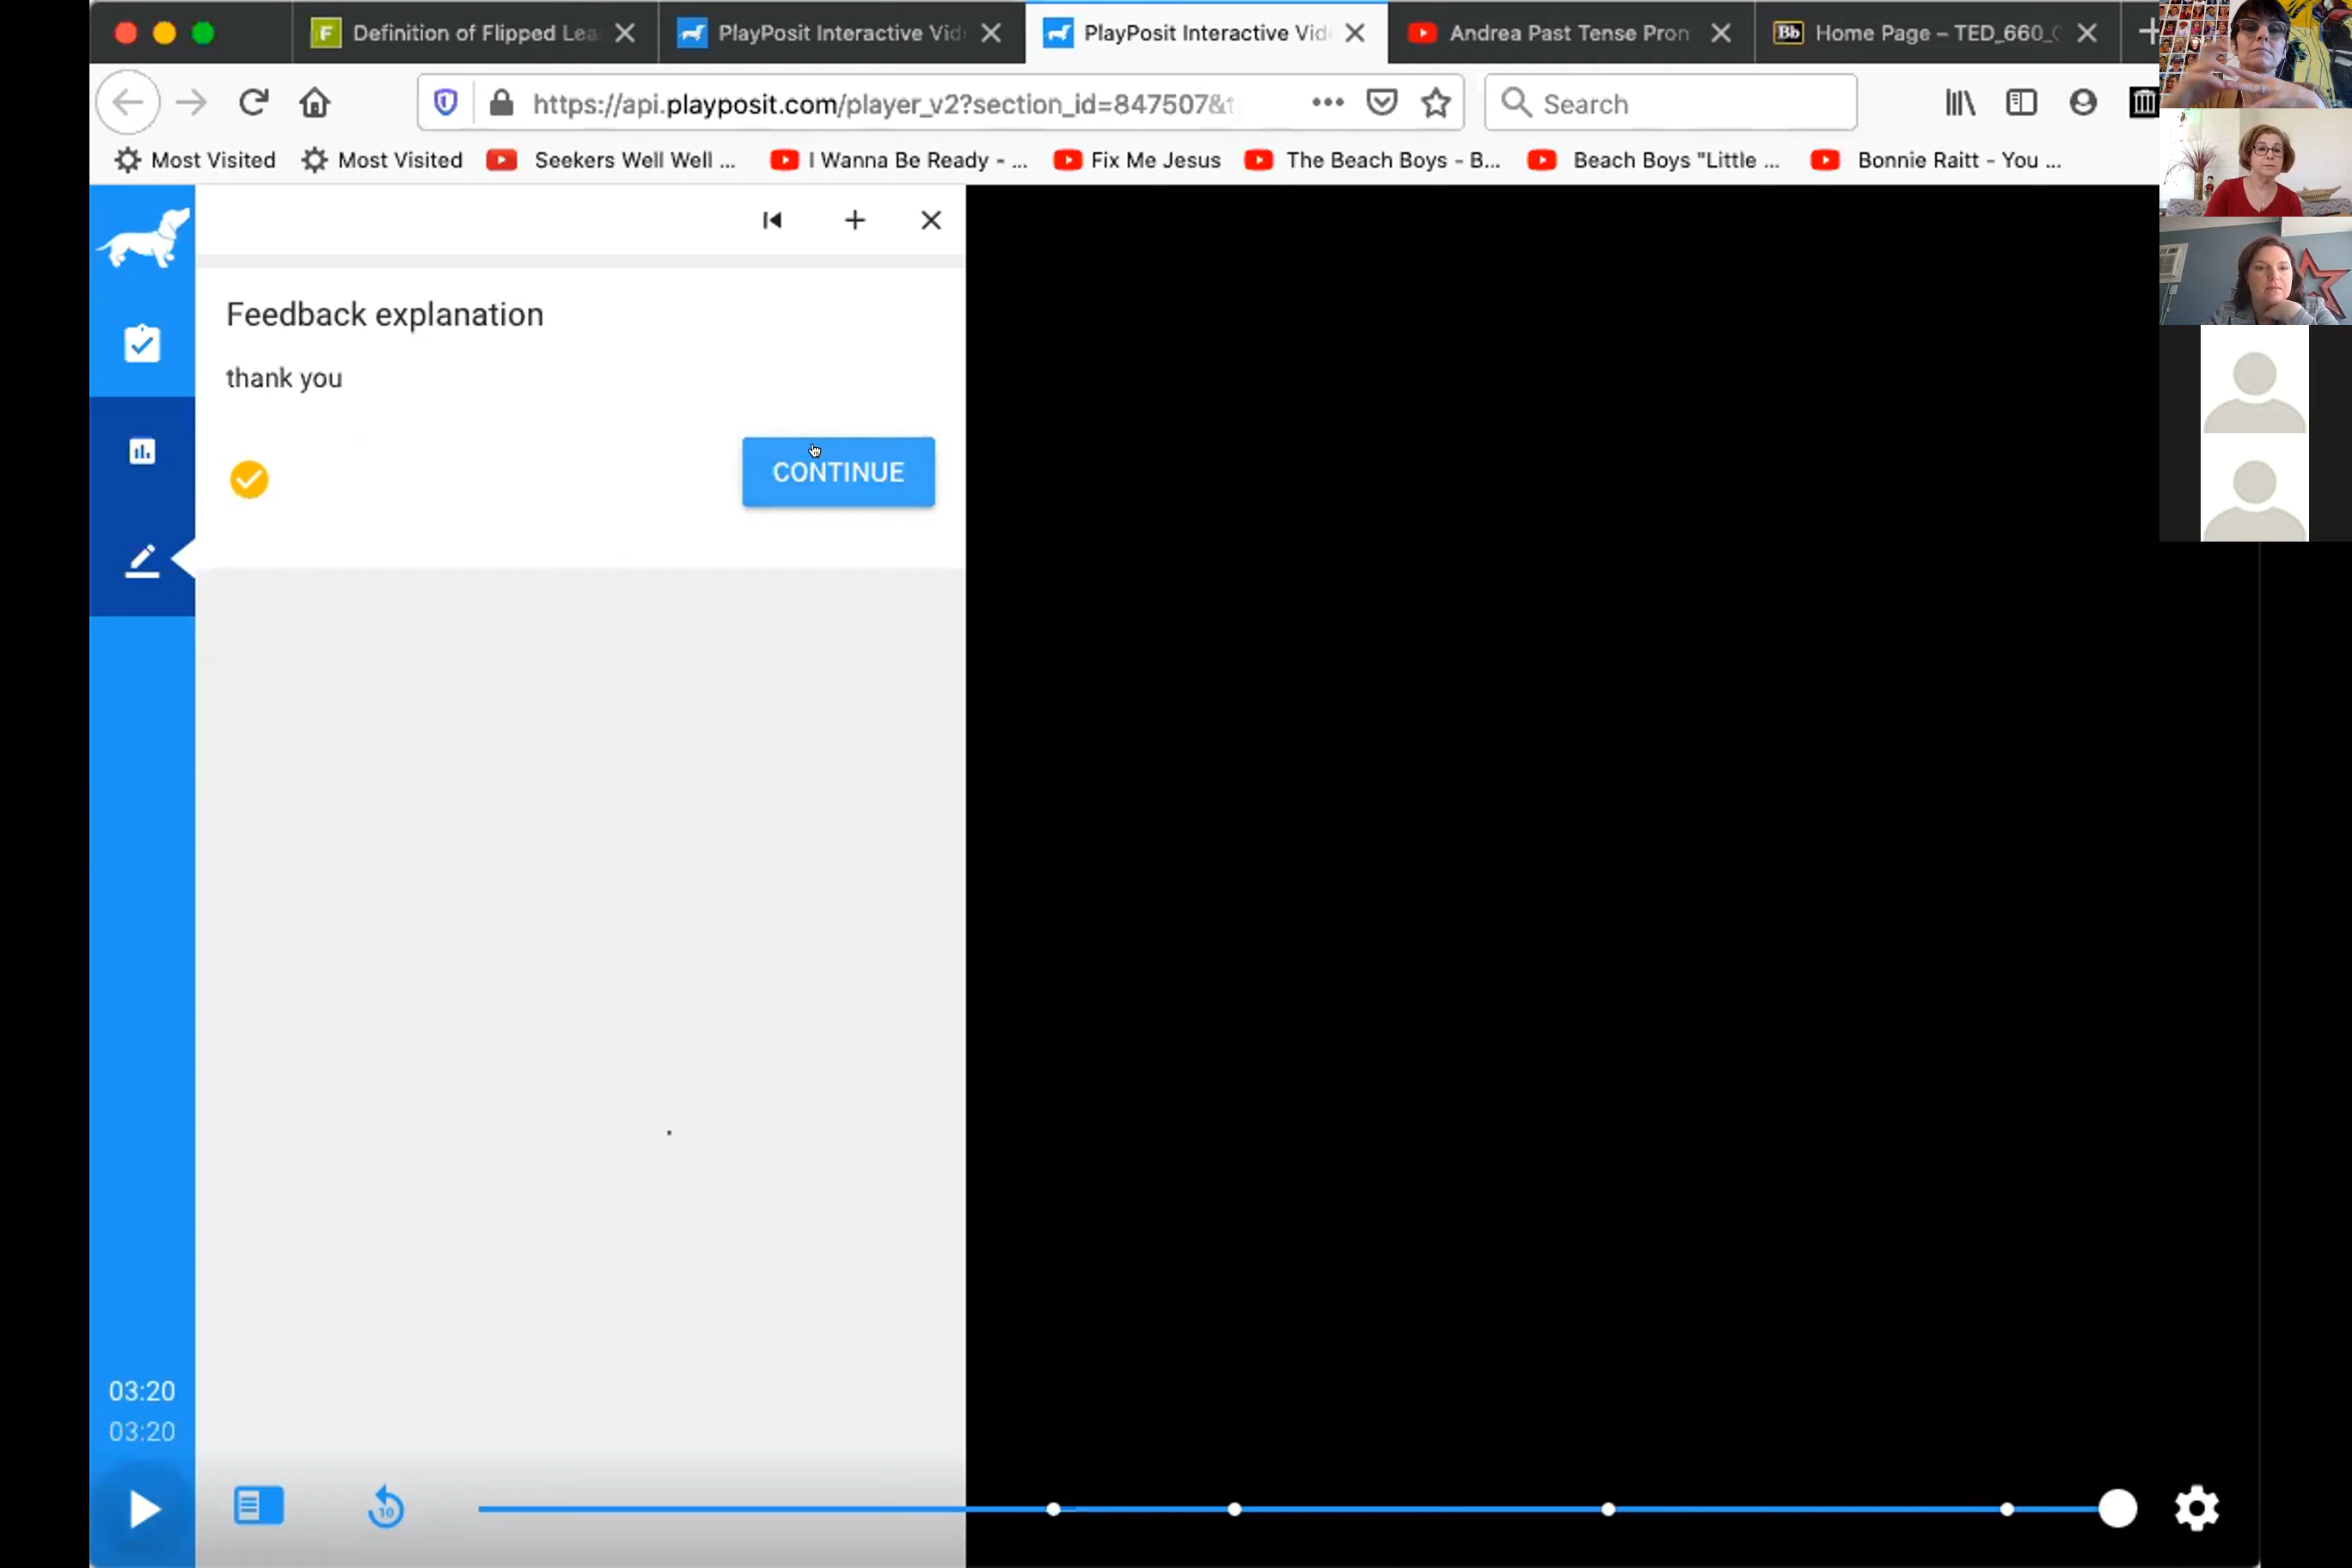 Definition of Flipped Lea
PlayPosit Interactive Vid
PlayPosit Interactive Vid
Andrea Past Tense Pron
Bb Home Page – TED_660_
https://api.playposit.com/player_v2?section_id=847507&t
Search
Most Visited
Most Visited
Seekers Well Well ...
I Wanna Be Ready - ...
Fix Me Jesus
The Beach Boys - B...
Beach Boys "Little ...
Bonnie Raitt - You ...
Feedback explanation
thank you
CONTINUE
03:20
03:20
10